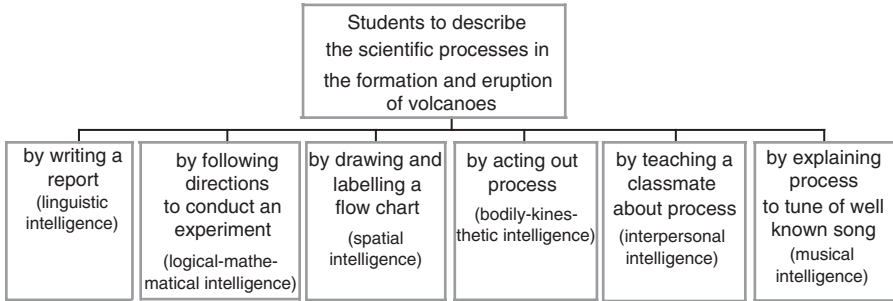 Students to describe
the scientific processes in
the formation and eruption
of volcanoes
by writing a
report
(linguistic
intelligence)
by following
directions
to conduct an
experiment
(logical-mathe-
matical intelligence)
by drawing and
labelling a
flow chart
(spatial
intelligence)
by acting out
process
(bodily-kines-
thetic intelligence)
by teaching a
classmate
about process
(interpersonal
intelligence)
by explaining
process
to tune of well
known song
(musical
intelligence)